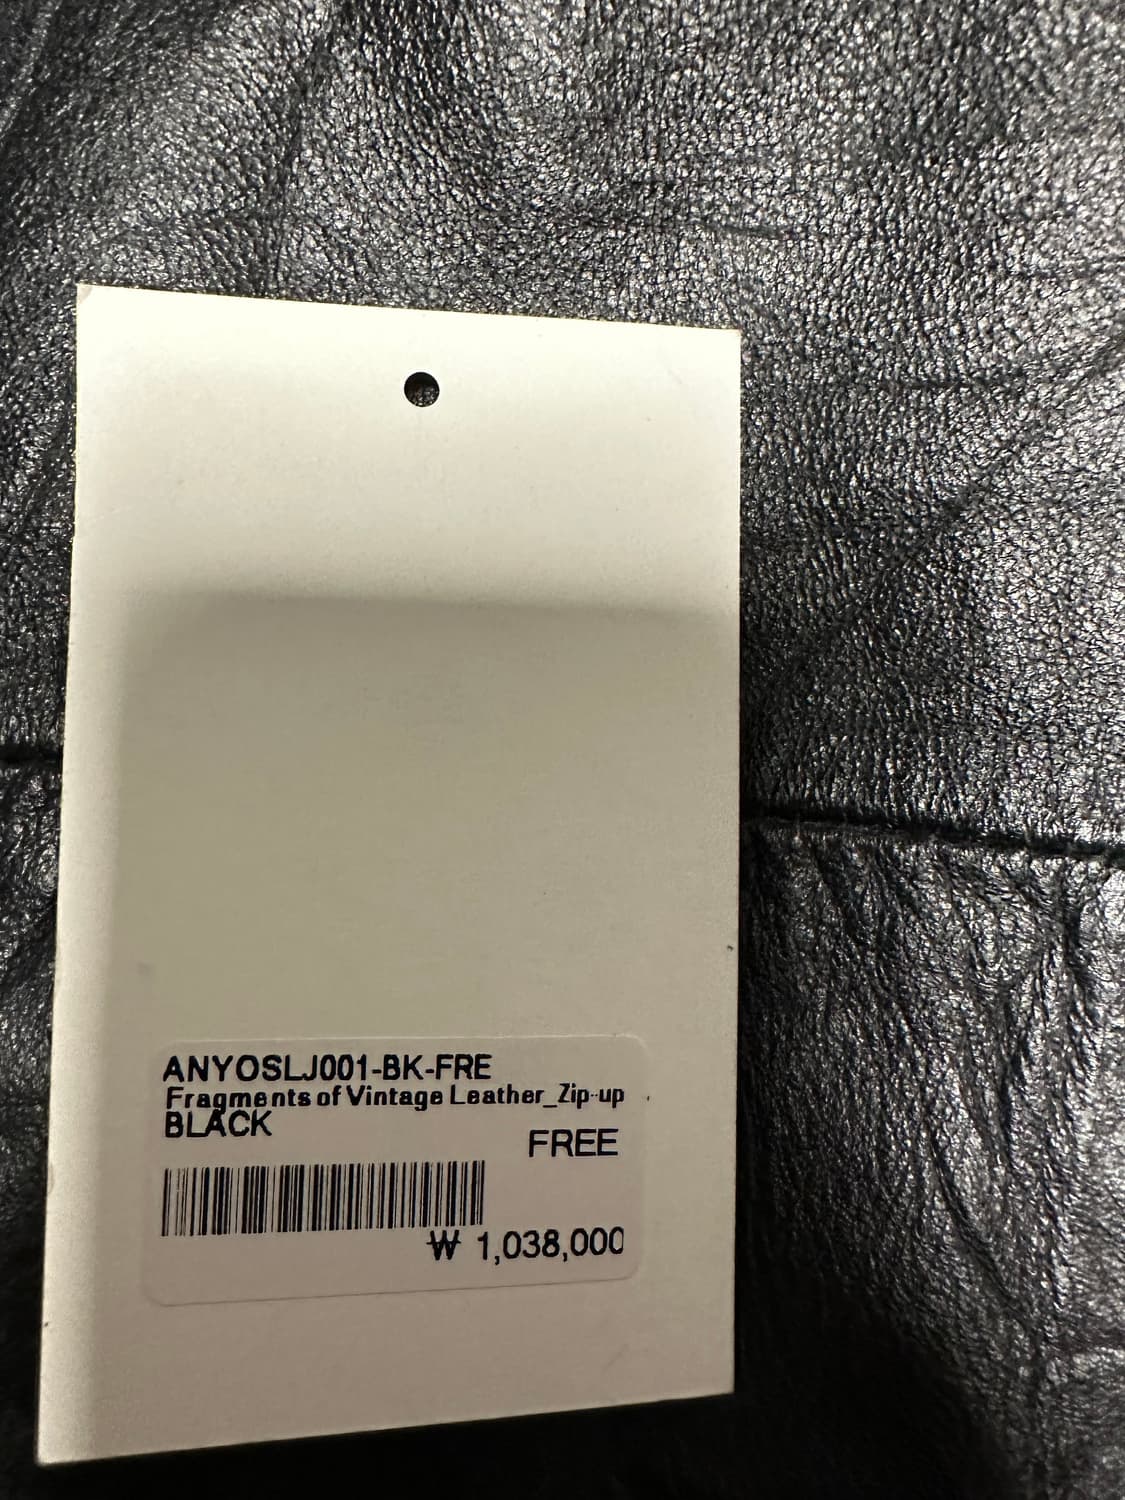 ANYOSLJ001-BK-FRE
Fragments of Vintage Leather_Zip-up
BLACK
FREE
₩ 1,038,000